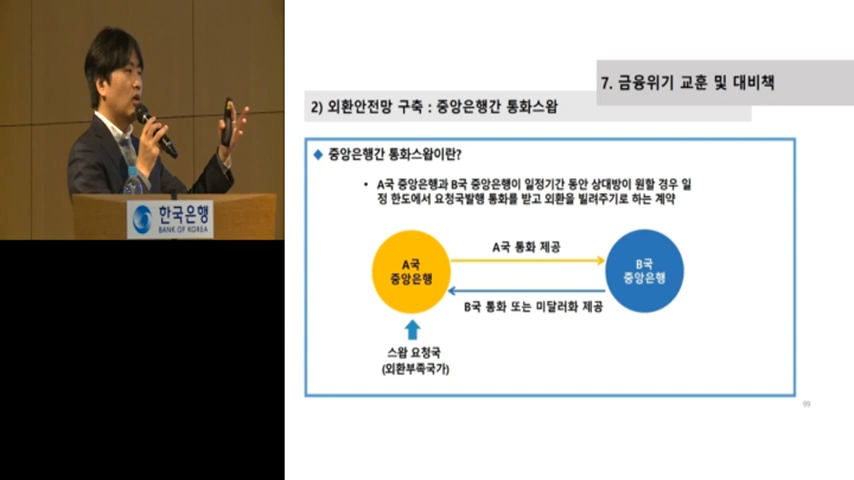 7. 금융위기 교훈 및 대비책
2) 외환안전망 구축 : 중앙은행간 통화스왑
◆ 중앙은행간 통화스왑이란?
• A국 중앙은행과 B국 중앙은행이 일정기간 동안 상대방이 원할 경우 일
정 한도에서 요청국발행 통화를 받고 외환을 빌려주기로 하는 계약
A국 통화 제공
A국
중앙은행
B국
중앙은행
B국 통화 또는 미달러화 제공
스왑 요청국
(외환부족국가)
99
한국은행
BANK OF KOREA